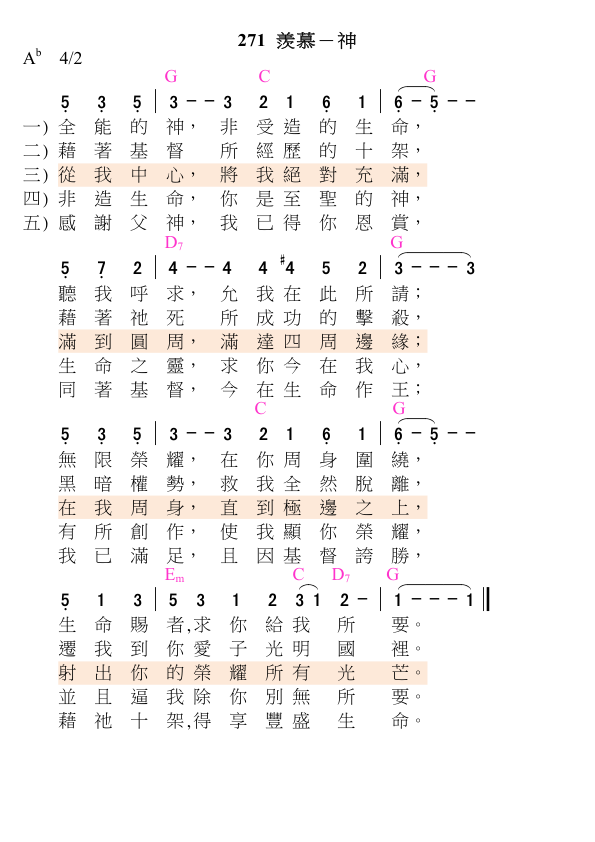 271 羨慕－神
A♭ 4/2
G C G
5̣ 3̣ 5̣ | 3 - - 3 2 1 6̣ 1 | 6̣ - 5̣ - -
一) 全能的神，非受造的生命，
二) 藉著基督 所經歷的十架，
三) 從我中心，將我絕對充滿，
四) 非造生命，你是至聖的神，
五) 感謝父神，我已得你恩賞，
D7 G
5̣ 7̣ 2 | 4 - - 4 4 #4 5 2 | 3 - - - 3
聽我呼求，允我在此所請；
藉著祂死 所成功的擊殺，
滿到圓周，滿達四周邊緣；
生命之靈，求你今在我心，
同著基督，今在生命作王；
C G
5̣ 3̣ 5̣ | 3 - - 3 2 1 6̣ 1 | 6̣ - 5̣ - -
無限榮耀，在你周身圍繞，
黑暗權勢，救我全然脫離，
在我周身，直到極邊之上，
有所創作，使我顯你榮耀，
我已滿足，且因基督誇勝，
Em C D7 G
5̣ 1 3 | 5 3 1 2 3 1 2 - | 1 - - - 1 ‖
生命賜者,求你給我所要。
遷我到你愛子光明國裡。
射出你的榮耀所有光芒。
並且逼我除你別無所要。
藉祂十架,得享豐盛生命。